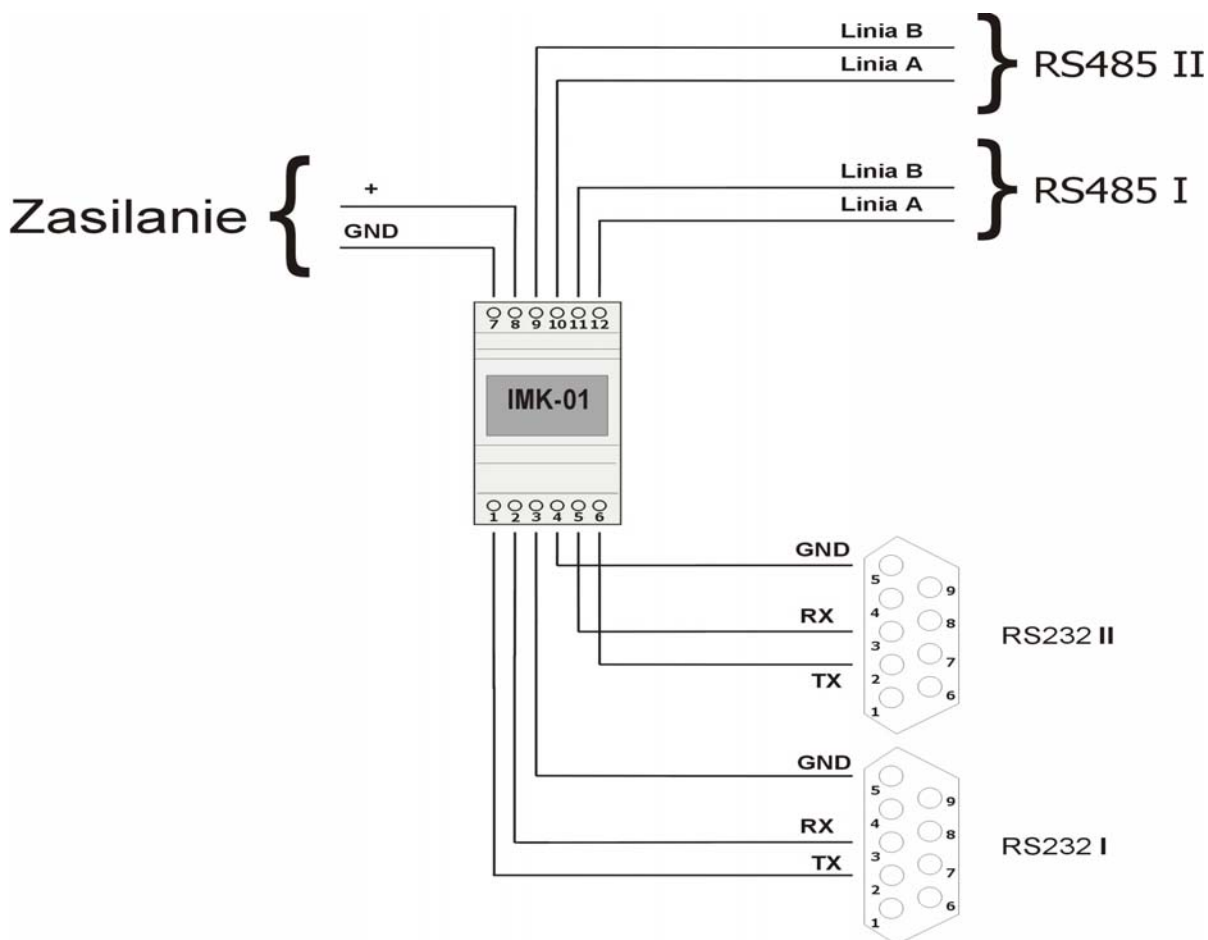 Linia B
Linia A
RS485 II
Linia B
Linia A
RS485 I
Zasilanie
+
GND
7 8 9 10 11 12
IMK-01
1 2 3 4 5 6
GND
RX
TX
5
9
4
8
3
7
2
6
1
RS232 II
GND
RX
TX
5
9
4
8
3
7
2
6
1
RS232 I